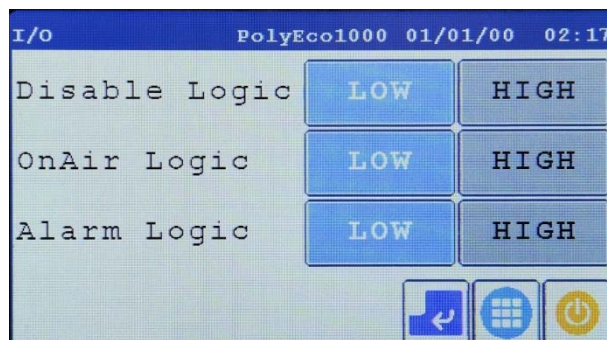 I/O PolyEco1000 01/01/00 02:17
Disable Logic LOW HIGH
OnAir Logic LOW HIGH
Alarm Logic LOW HIGH